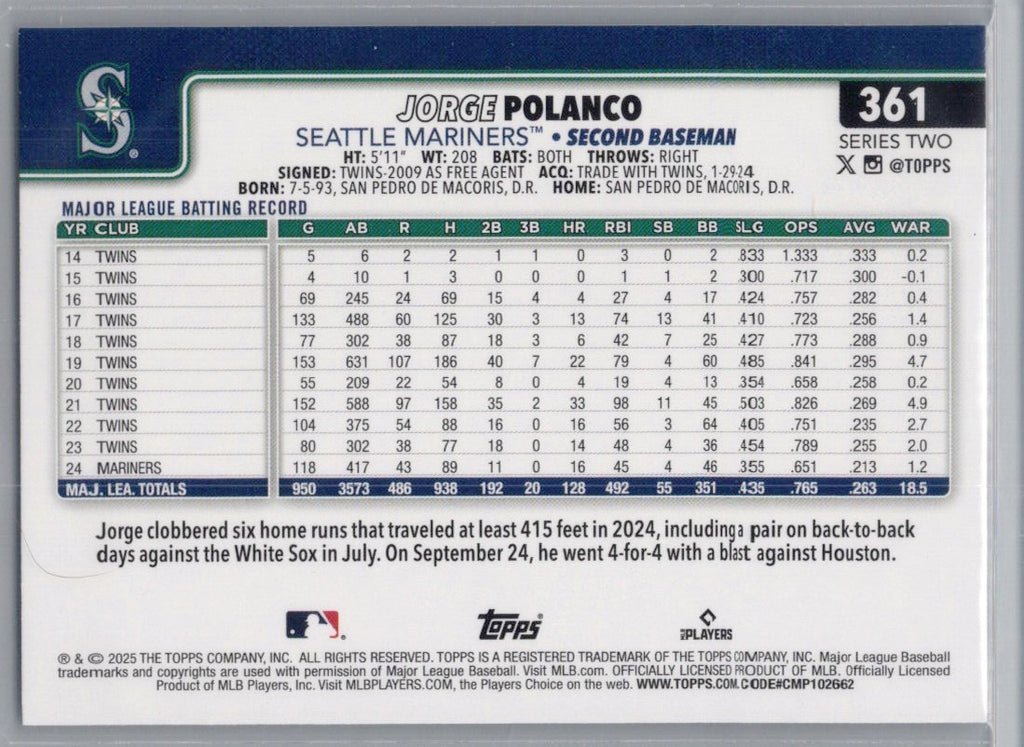 S
JORGE POLANCO
361
SEATTLE MARINERS™ • SECOND BASEMAN
SERIES TWO
HT: 5'11" WT: 208 BATS: BOTH THROWS: RIGHT
@TOPPS
SIGNED: TWINS-2009 AS FREE AGENT ACQ: TRADE WITH TWINS, 1-29-24
BORN: 7-5-93, SAN PEDRO DE MACORIS, D.R. HOME: SAN PEDRO DE MACORIS, D.R.
MAJOR LEAGUE BATTING RECORD
YR CLUB G AB R H 2B 3B HR RBI SB BB SLG OPS AVG WAR
14 TWINS 5 6 2 2 1 1 0 3 0 2 .833 1.333 .333 0.2
15 TWINS 4 10 1 3 0 0 0 1 1 2 .300 .717 .300 -0.1
16 TWINS 69 245 24 69 15 4 4 27 4 17 .424 .757 .282 0.4
17 TWINS 133 488 60 125 30 3 13 74 13 41 .410 .723 .256 1.4
18 TWINS 77 302 38 87 18 3 6 42 7 25 .427 .773 .288 0.9
19 TWINS 153 631 107 186 40 7 22 79 4 60 .485 .841 .295 4.7
20 TWINS 55 209 22 54 8 0 4 19 4 13 .354 .658 .258 0.2
21 TWINS 152 588 97 158 35 2 33 98 11 45 .503 .826 .269 4.9
22 TWINS 104 375 54 88 16 0 16 56 3 64 .405 .751 .235 2.7
23 TWINS 80 302 38 77 18 0 14 48 4 36 .454 .789 .255 2.0
24 MARINERS 118 417 43 89 11 0 16 45 4 46 .355 .651 .213 1.2
MAJ. LEA. TOTALS 950 3573 486 938 192 20 128 492 55 351 .435 .765 .263 18.5
Jorge clobbered six home runs that traveled at least 415 feet in 2024, including a pair on back-to-back
days against the White Sox in July. On September 24, he went 4-for-4 with a blast against Houston.
Topps®
MLB PLAYERS
® & © 2025 THE TOPPS COMPANY, INC. ALL RIGHTS RESERVED. TOPPS IS A REGISTERED TRADEMARK OF THE TOPPS COMPANY, INC. Major League Baseball
trademarks and copyrights are used with permission of Major League Baseball. Visit MLB.com. OFFICIALLY LICENSED PRODUCT OF MLB. Officially Licensed
Product of MLB Players, Inc. Visit MLBPLAYERS.COM, the Players Choice on the web. WWW.TOPPS.COM. CODE#CMP102662